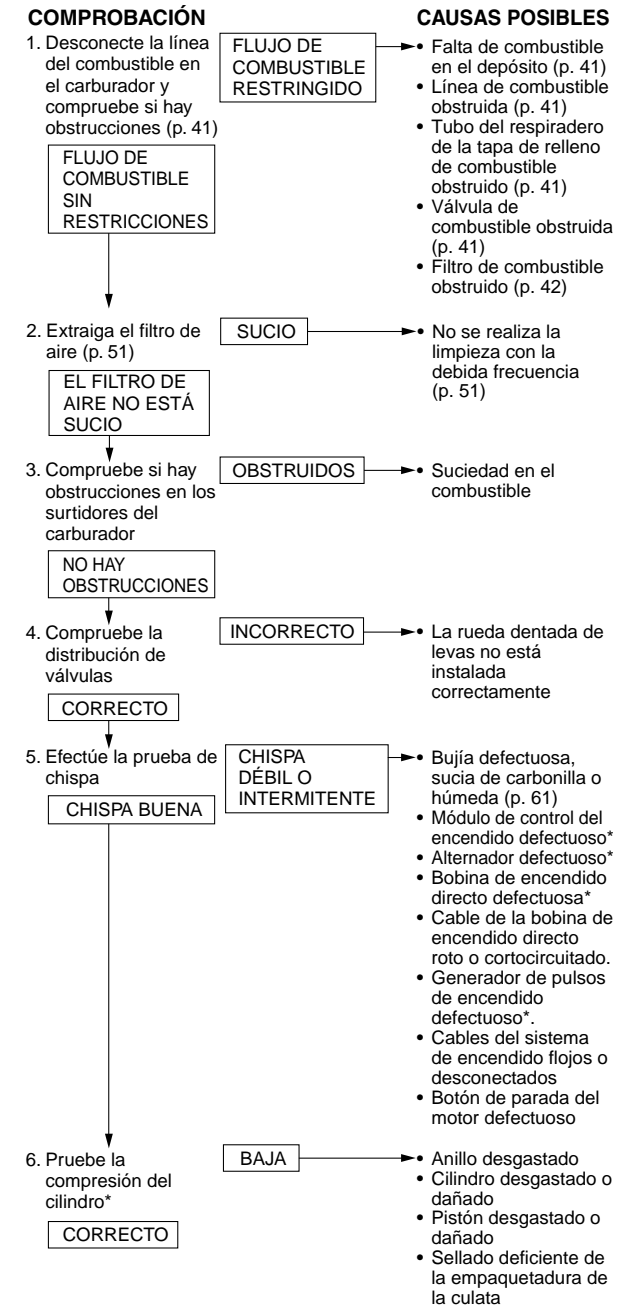 COMPROBACIÓN
CAUSAS POSIBLES
1. Desconecte la línea
del combustible en
el carburador y
compruebe si hay
obstrucciones (p. 41)
FLUJO DE
COMBUSTIBLE
RESTRINGIDO
• Falta de combustible
en el depósito (p. 41)
• Línea de combustible
obstruida (p. 41)
• Tubo del respiradero
de la tapa de relleno
de combustible
obstruido (p. 41)
• Válvula de
combustible obstruida
(p. 41)
• Filtro de combustible
obstruido (p. 42)
FLUJO DE
COMBUSTIBLE
SIN
RESTRICCIONES
2. Extraiga el filtro de
aire (p. 51)
SUCIO
• No se realiza la
limpieza con la
debida frecuencia
(p. 51)
EL FILTRO DE
AIRE NO ESTÁ
SUCIO
3. Compruebe si hay
obstrucciones en los
surtidores del
carburador
OBSTRUIDOS
• Suciedad en el
combustible
NO HAY
OBSTRUCCIONES
4. Compruebe la
distribución de
válvulas
INCORRECTO
• La rueda dentada de
levas no está
instalada
correctamente
CORRECTO
5. Efectúe la prueba de
chispa
CHISPA
DÉBIL O
INTERMITENTE
• Bujía defectuosa,
sucia de carbonilla o
húmeda (p. 61)
• Módulo de control del
encendido defectuoso*
• Alternador defectuoso*
• Bobina de encendido
directo defectuosa*
• Cable de la bobina de
encendido directo
roto o cortocircuitado.
• Generador de pulsos
de encendido
defectuoso*.
• Cables del sistema
de encendido flojos o
desconectados
• Botón de parada del
motor defectuoso
CHISPA BUENA
6. Pruebe la
compresión del
cilindro*
BAJA
• Anillo desgastado
• Cilindro desgastado o
dañado
• Pistón desgastado o
dañado
• Sellado deficiente de
la empaquetadura de
la culata
CORRECTO